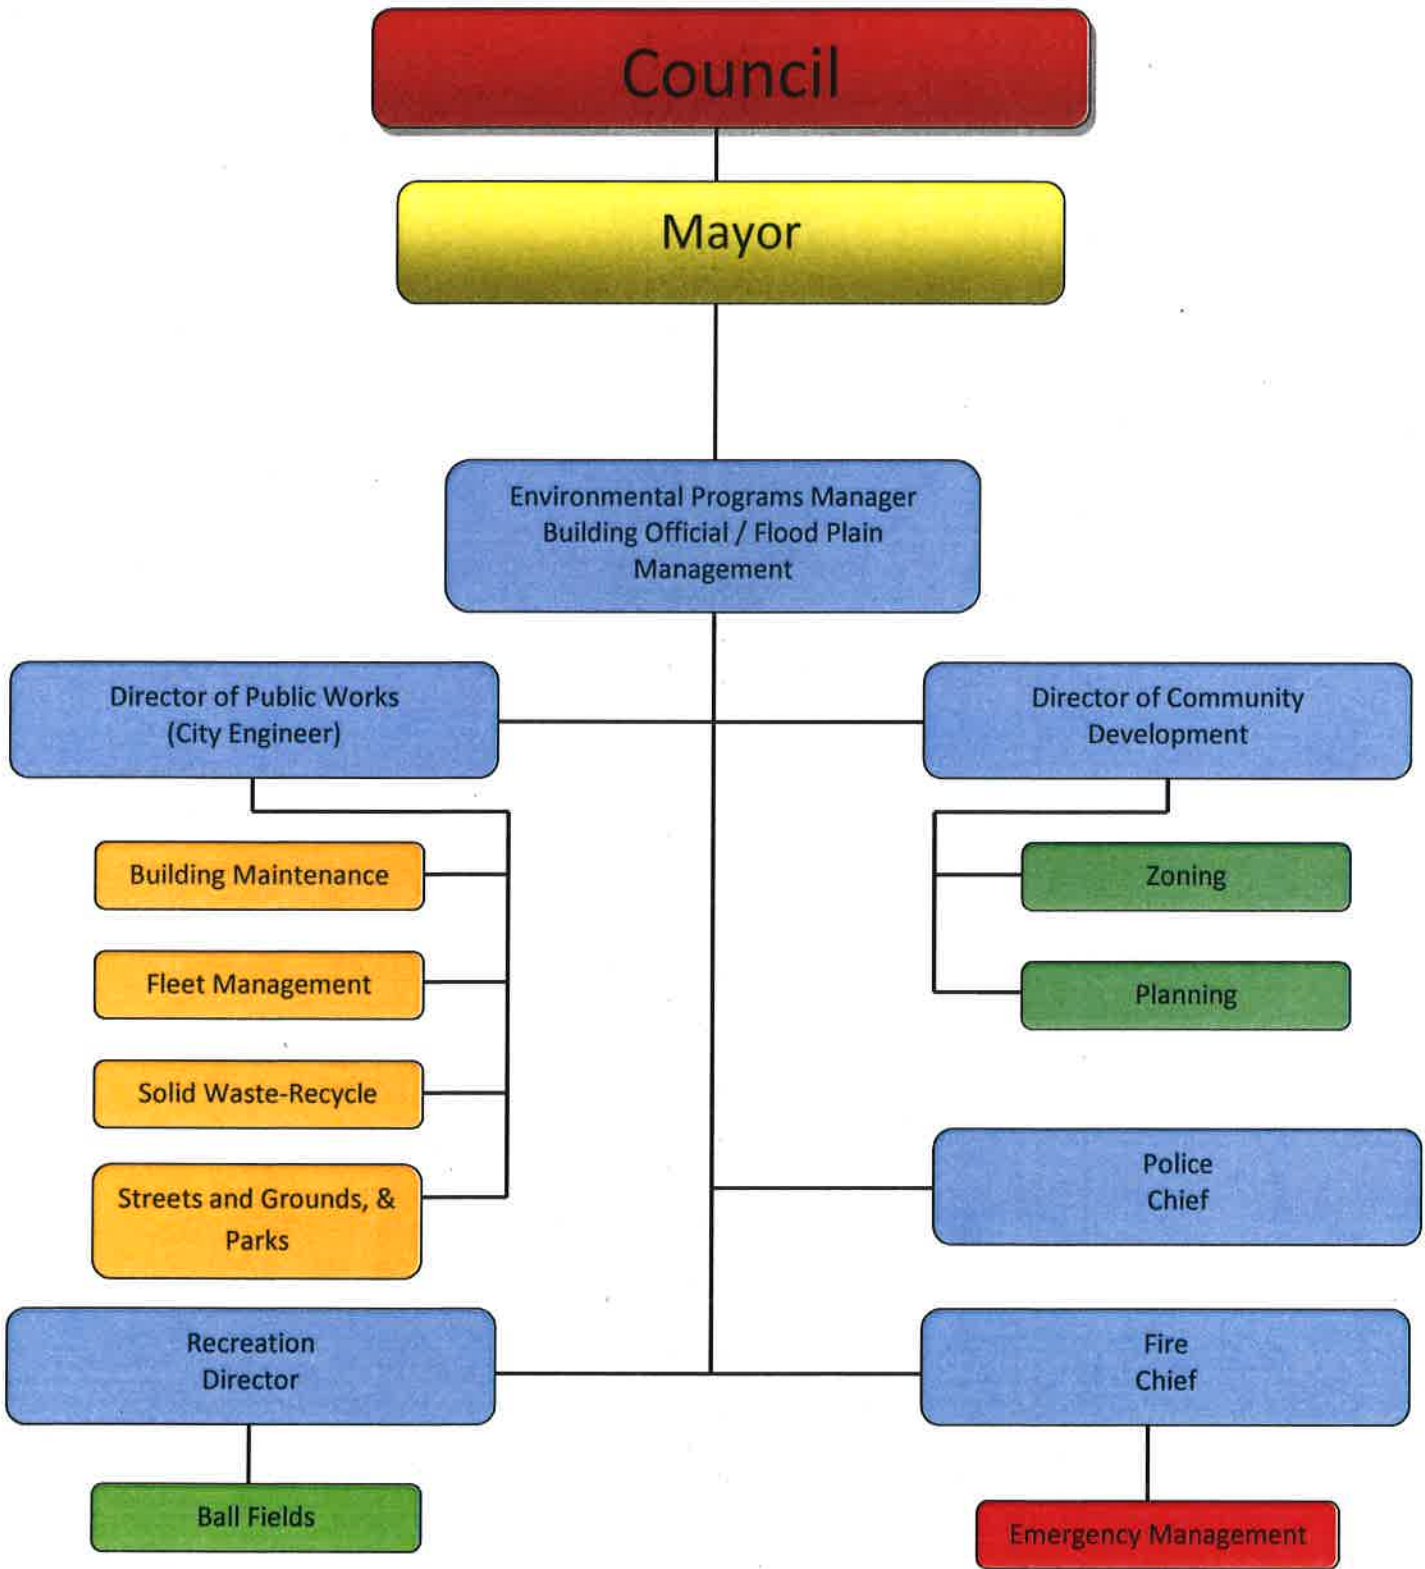 Council
Mayor
Environmental Programs Manager
Building Official / Flood Plain
Management
Director of Public Works
(City Engineer)
Director of Community
Development
Building Maintenance
Fleet Management
Solid Waste-Recycle
Streets and Grounds, &
Parks
Zoning
Planning
Police
Chief
Recreation
Director
Fire
Chief
Ball Fields
Emergency Management